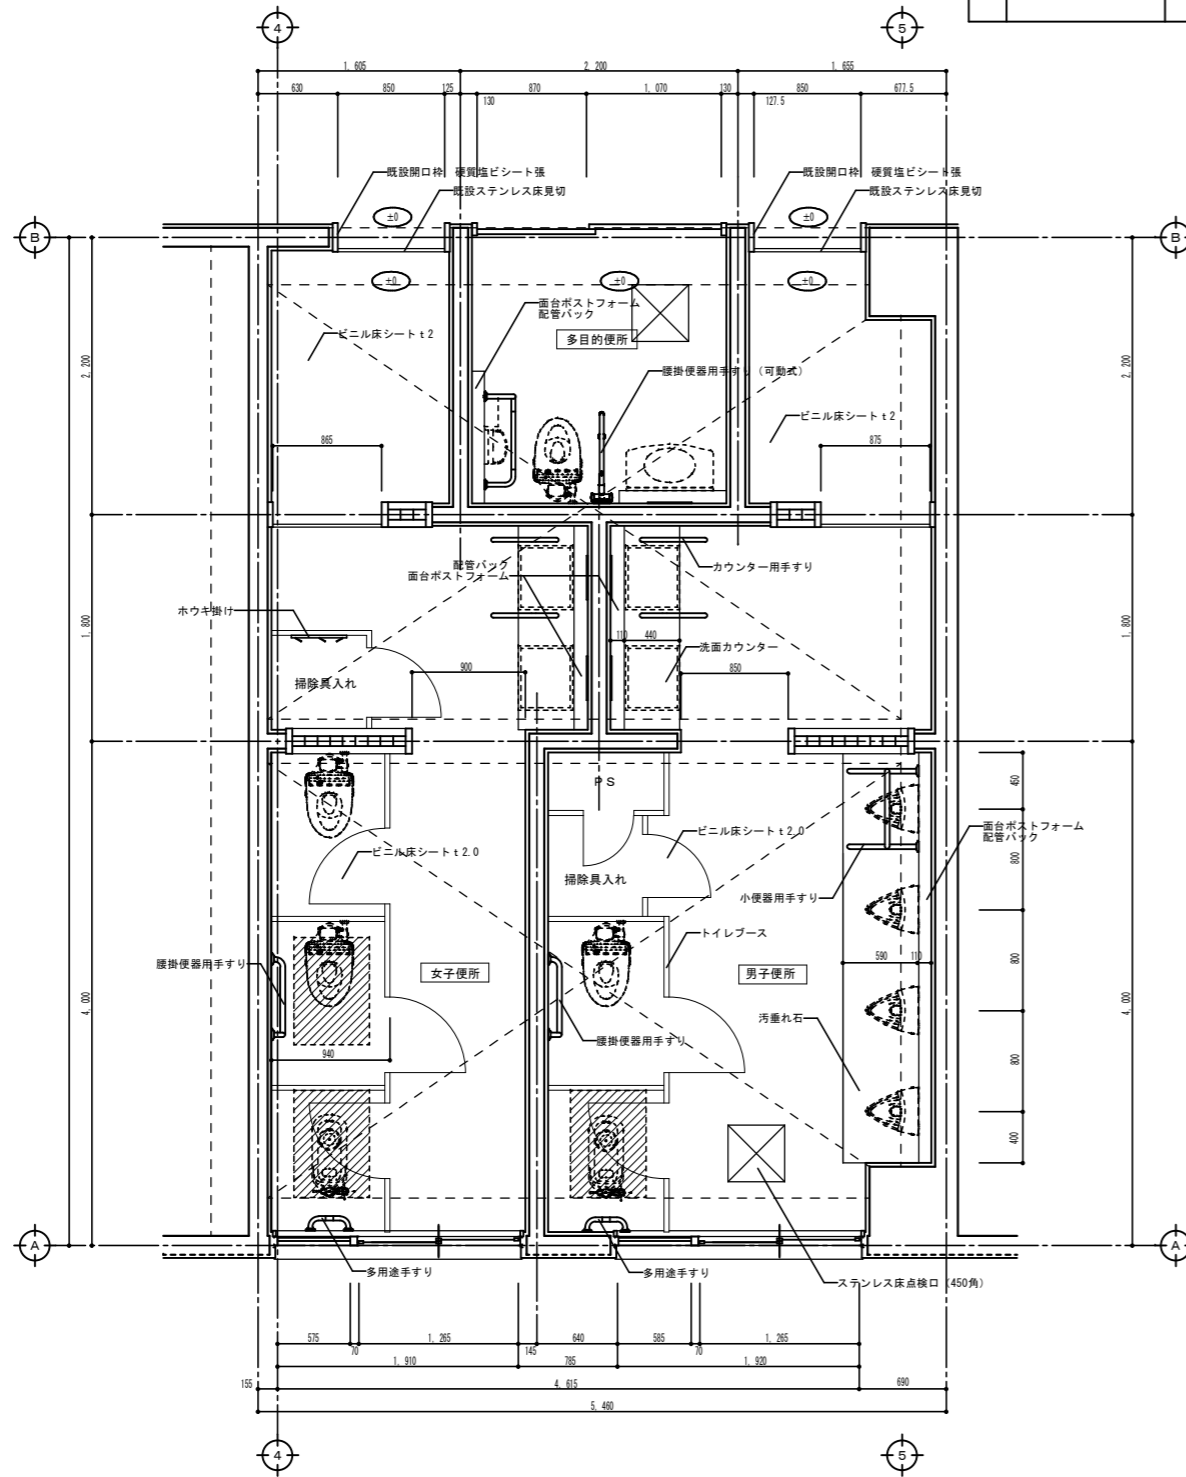 4
5
1,605
2,200
1,655
630
850
125
130
870
1,070
130
127.5
850
677.5
既設開口枠 硬質塩ビシート張
既設ステンレス床見切
既設開口枠 硬質塩ビシート張
既設ステンレス床見切
±0
±0
B
B
±0
±0
±0
面台ポストフォーム
配管バック
多目的便所
ビニル床シートt2
腰掛便器用手すり（可動式）
2,200
2,200
ビニル床シートt2
865
875
配管バック
面台ポストフォーム
カウンター用手すり
ホウキ掛け
1,800
1,800
110
440
洗面カウンター
900
850
掃除具入れ
PS
450
面台ポストフォーム
配管バック
ビニル床シートt2.0
ビニル床シートt2.0
800
掃除具入れ
小便器用手すり
トイレブース
腰掛便器用手すり
女子便所
男子便所
590
110
800
4,000
4,000
汚垂れ石
腰掛便器用手すり
940
800
400
A
A
多用途手すり
多用途手すり
ステンレス床点検口（450角）
575
70
1,265
145
640
585
70
1,265
1,910
785
1,920
155
4,615
690
5,460
4
5